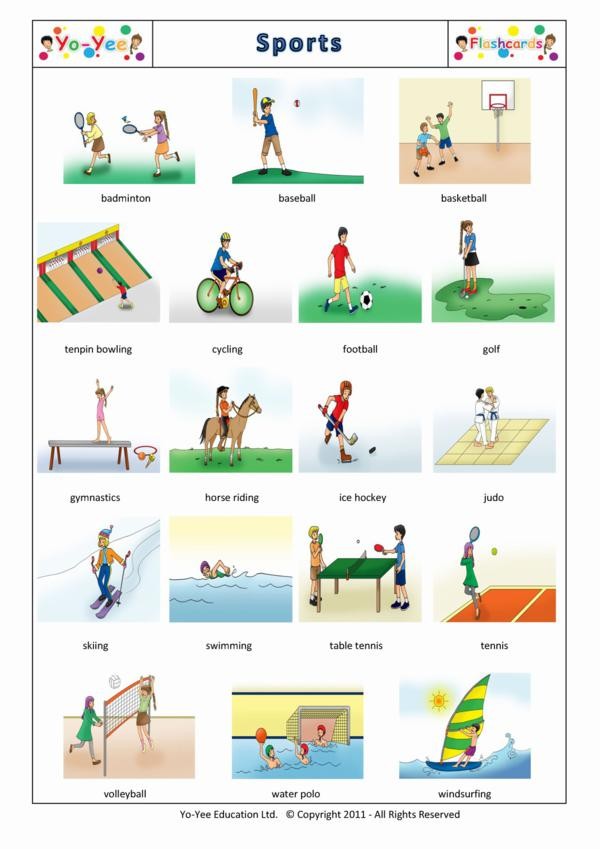 Yo-Yee
Sports
Flashcards
badminton
baseball
basketball
tenpin bowling
cycling
football
golf
gymnastics
horse riding
ice hockey
judo
skiing
swimming
table tennis
tennis
volleyball
water polo
windsurfing
Yo-Yee Education Ltd. © Copyright 2011 - All Rights Reserved